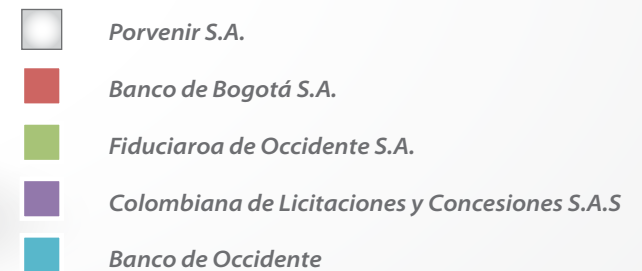 Porvenir S.A.
Banco de Bogotá S.A.
Fiduciaroa de Occidente S.A.
Colombiana de Licitaciones y Concesiones S.A.S
Banco de Occidente